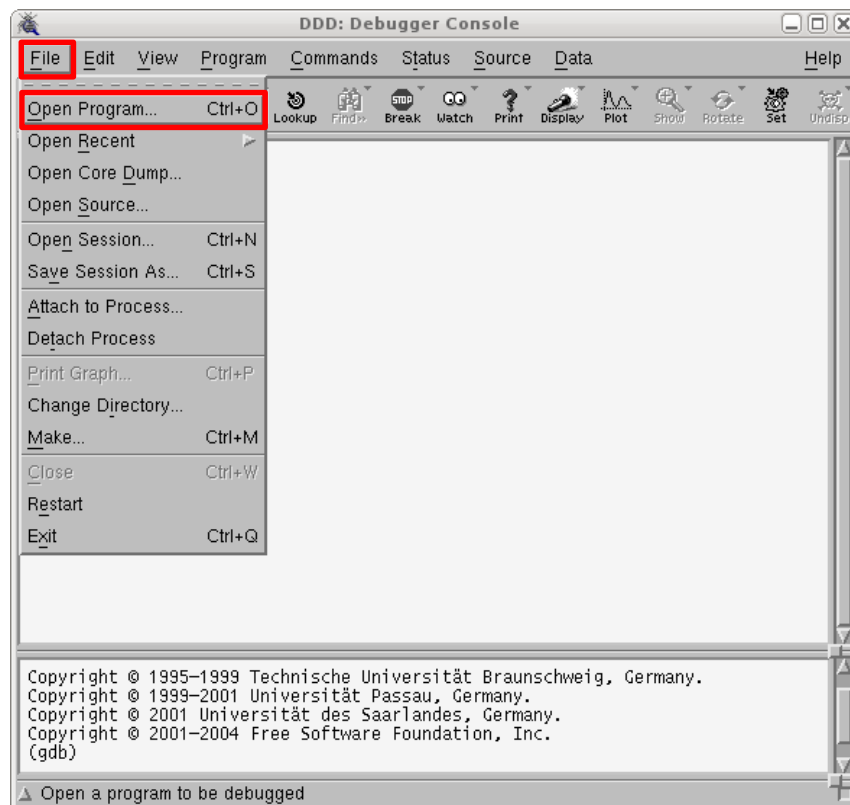 DDD: Debugger Console
File Edit View Program Commands Status Source Data Help
Lookup Find» Break Watch Print Display Plot Show Rotate Set Undisp
STOP
Open Program... Ctrl+O
Open Recent
Open Core Dump...
Open Source...
Open Session... Ctrl+N
Save Session As... Ctrl+S
Attach to Process...
Detach Process
Print Graph... Ctrl+P
Change Directory...
Make... Ctrl+M
Close Ctrl+W
Restart
Exit Ctrl+Q
Copyright © 1995–1999 Technische Universität Braunschweig, Germany.
Copyright © 1999–2001 Universität Passau, Germany.
Copyright © 2001 Universität des Saarlandes, Germany.
Copyright © 2001–2004 Free Software Foundation, Inc.
(gdb)
Open a program to be debugged